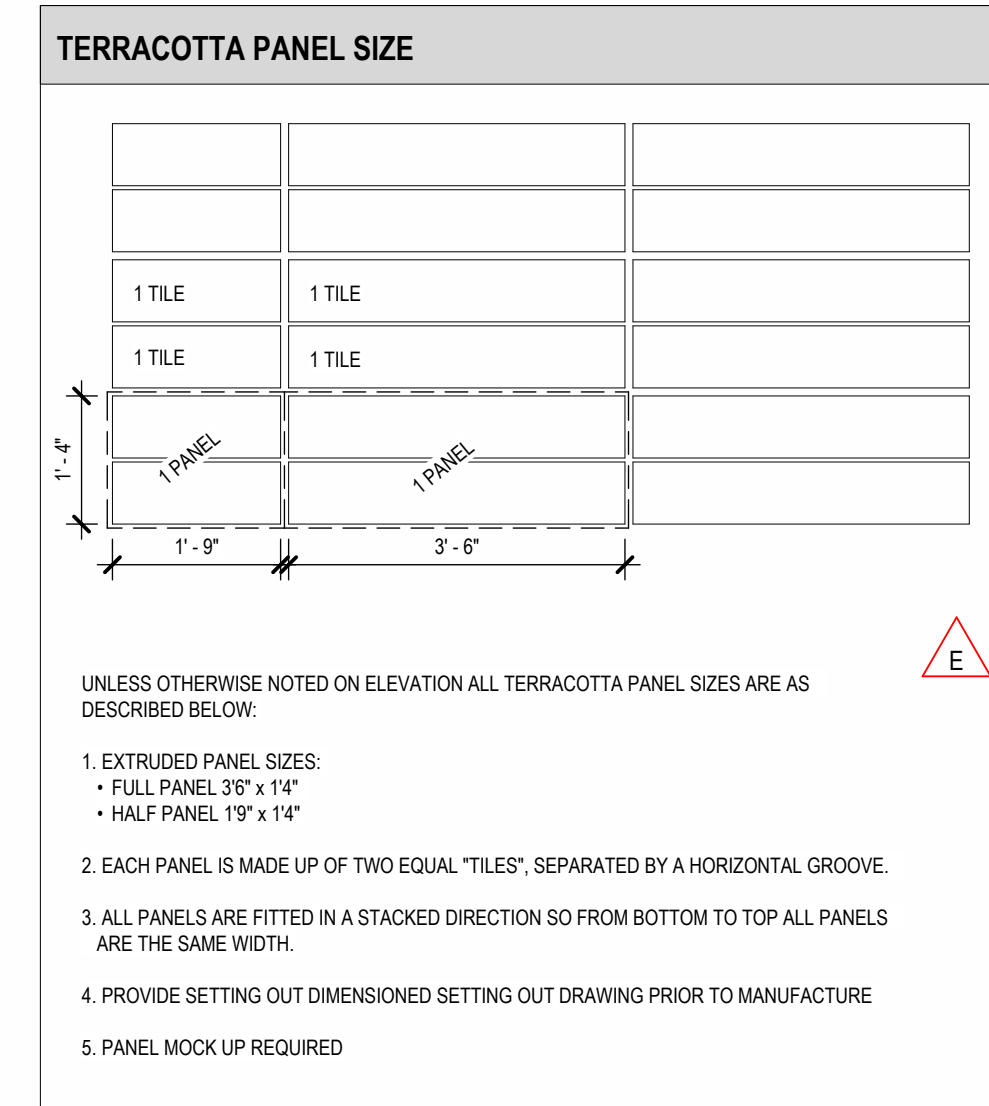 TERRACOTTA PANEL SIZE
1 TILE
1 TILE
1 TILE
1 TILE
1' - 4"
1 PANEL
1 PANEL
1' - 9"
3' - 6"
E
UNLESS OTHERWISE NOTED ON ELEVATION ALL TERRACOTTA PANEL SIZES ARE AS
DESCRIBED BELOW:
1. EXTRUDED PANEL SIZES:
• FULL PANEL 3'6" x 1'4"
• HALF PANEL 1'9" x 1'4"
2. EACH PANEL IS MADE UP OF TWO EQUAL "TILES", SEPARATED BY A HORIZONTAL GROOVE.
3. ALL PANELS ARE FITTED IN A STACKED DIRECTION SO FROM BOTTOM TO TOP ALL PANELS
ARE THE SAME WIDTH.
4. PROVIDE SETTING OUT DIMENSIONED SETTING OUT DRAWING PRIOR TO MANUFACTURE
5. PANEL MOCK UP REQUIRED